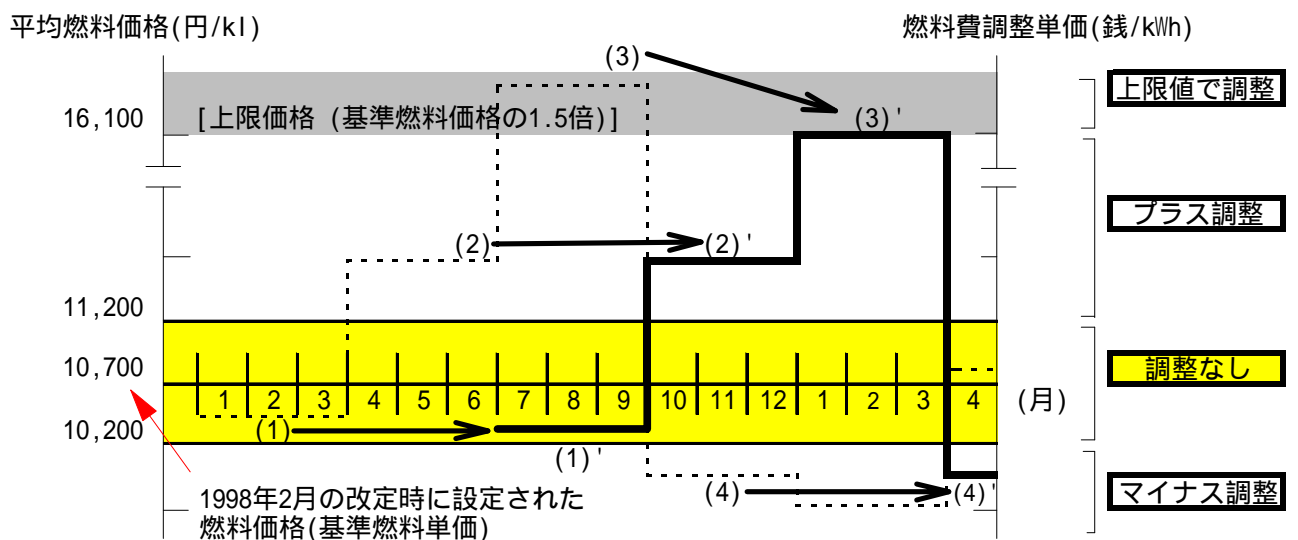 平均燃料価格(円/kl)
燃料費調整単価(銭/kWh)
(3)
上限値で調整
16,100
[上限価格 (基準燃料価格の1.5倍)]
(3)'
プラス調整
(2)
(2)'
11,200
10,700
調整なし
1 2 3 4 5 6 7 8 9 10 11 12 1 2 3 4 (月)
10,200
(1)
(1)'
(4)
(4)'
マイナス調整
1998年2月の改定時に設定された
燃料価格(基準燃料単価)